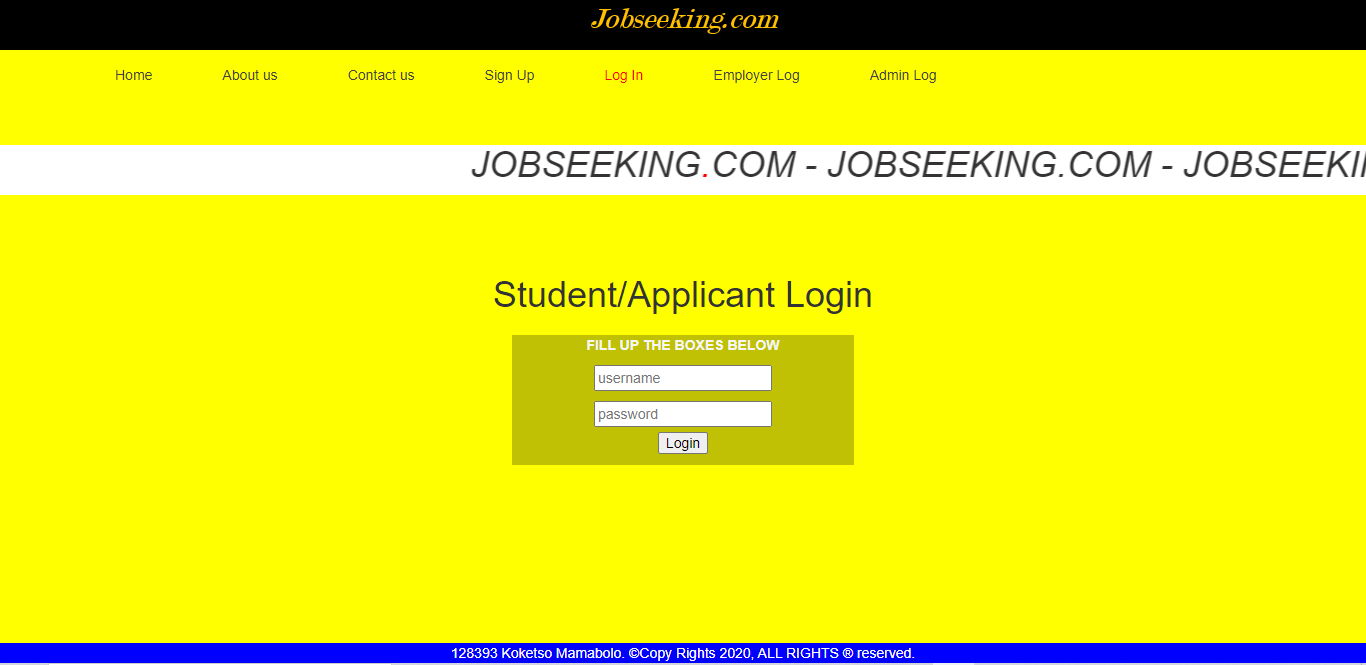 Jobseeking.com
Home About us Contact us Sign Up Log In Employer Log Admin Log
JOBSEEKING.COM - JOBSEEKING.COM - JOBSEEKI
Student/Applicant Login
FILL UP THE BOXES BELOW
username
password
Login
128393 Koketso Mamabolo. ©Copy Rights 2020, ALL RIGHTS ® reserved.